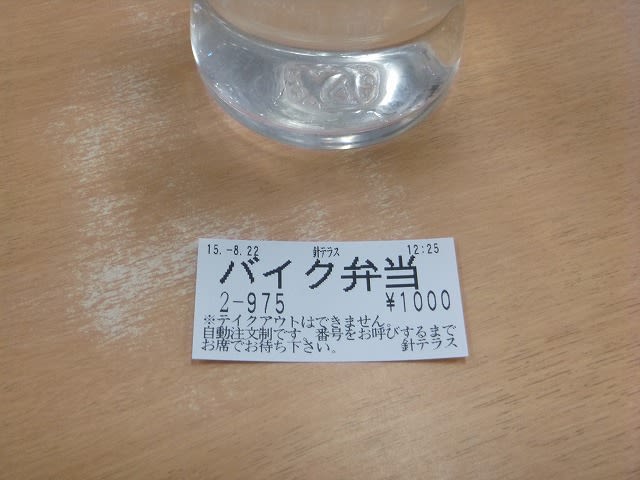 15.-8.22 針テラス 12:25
バイク弁当
2-975 ¥1000
※テイクアウトはできません。
自動注文制です 番号をお呼びするまで
お席でお待ち下さい。 針テラス